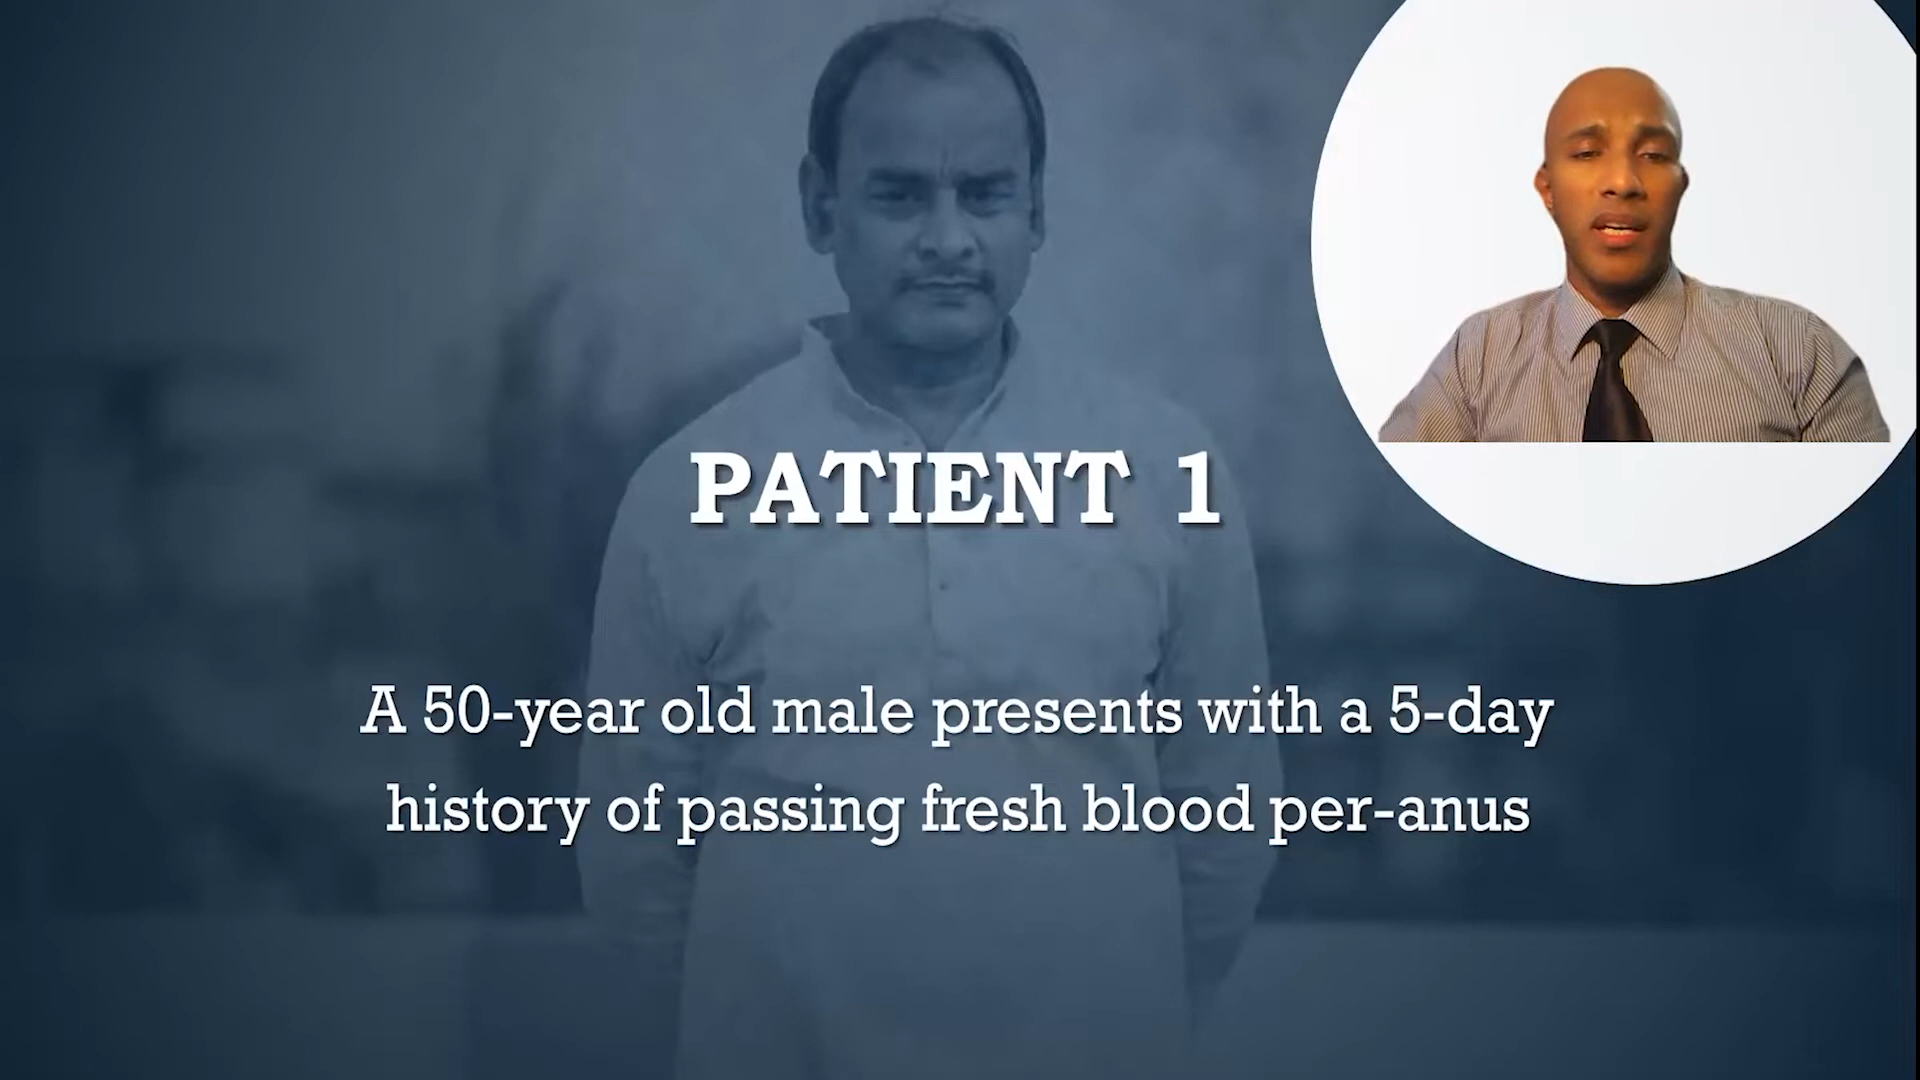 PATIENT 1
A 50-year old male presents with a 5-day
history of passing fresh blood per-anus